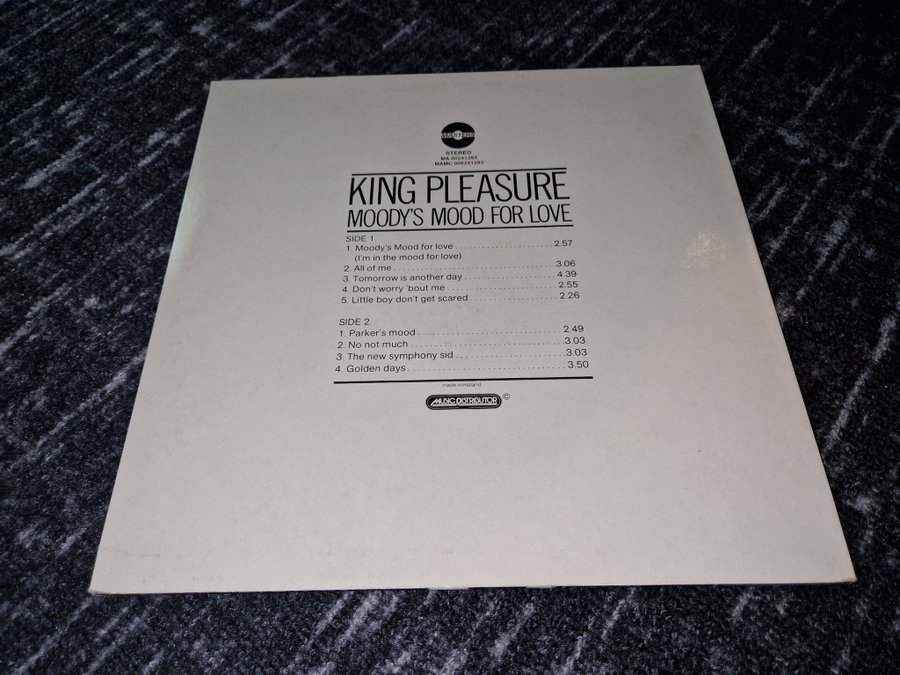 MASTERS
STEREO
MA 00241283
MAMC 009241283
KING PLEASURE
MOODY'S MOOD FOR LOVE
SIDE 1.
1. Moody's Mood for love..................2.57
(I'm in the mood for love)
2. All of me..............................3.06
3. Tomorrow is another day................4.39
4. Don't worry 'bout me...................2.55
5. Little boy don't get scared............2.26
SIDE 2.
1. Parker's mood..........................2.49
2. No not much............................3.03
3. The new symphony sid...................3.03
4. Golden days............................3.50
made in Holland
MUSIC DISTRIBUTOR ©